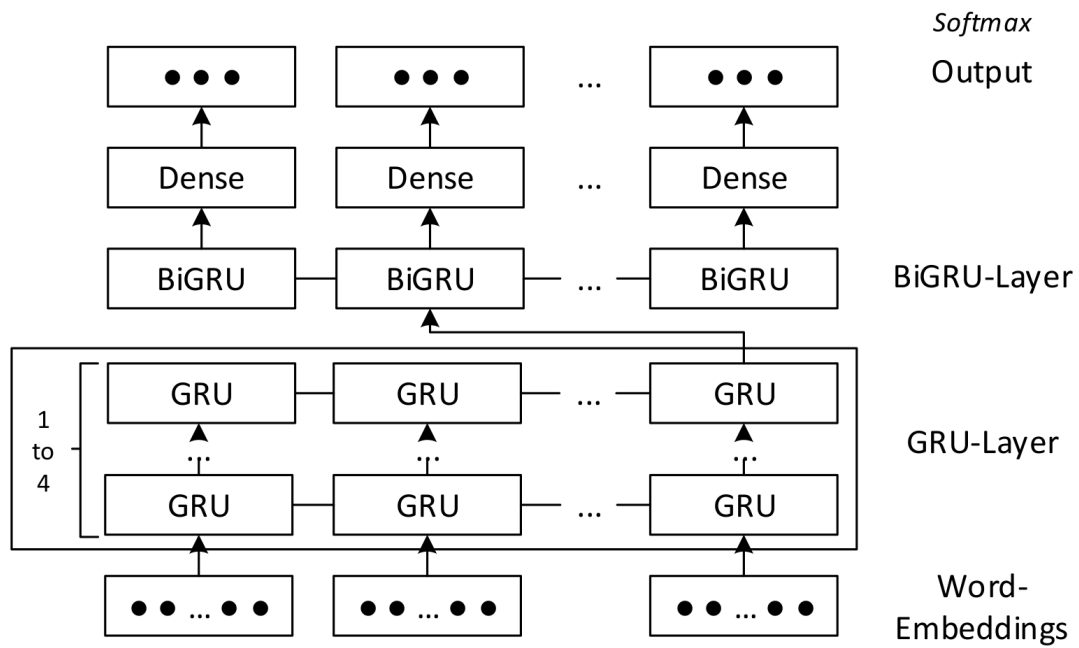 Softmax
Output
...
Dense Dense ... Dense
BiGRU BiGRU ... BiGRU BiGRU-Layer
GRU GRU ... GRU
1
to
4
... ... ...
GRU-Layer
GRU GRU ... GRU
Word-
Embeddings
... ... ...